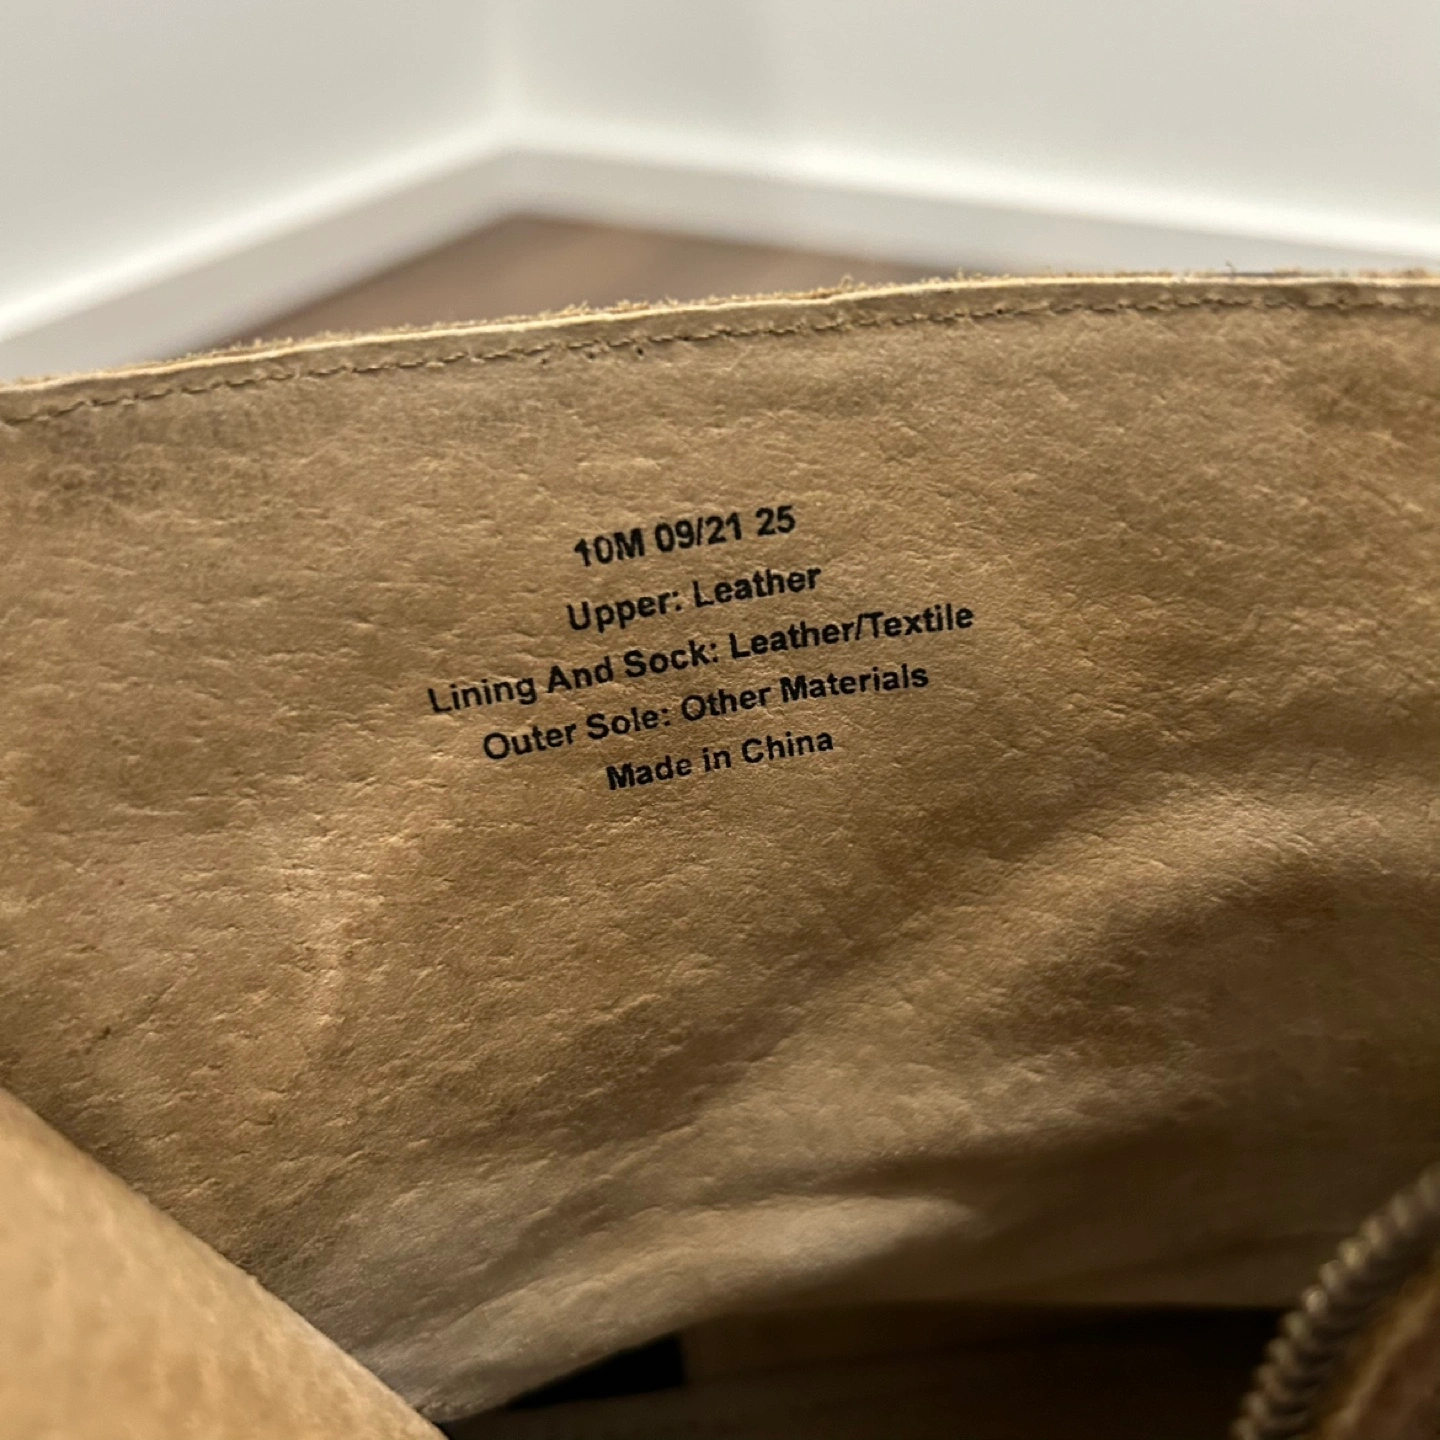 10M 09/21 25
Upper: Leather
Lining And Sock: Leather/Textile
Outer Sole: Other Materials
Made in China